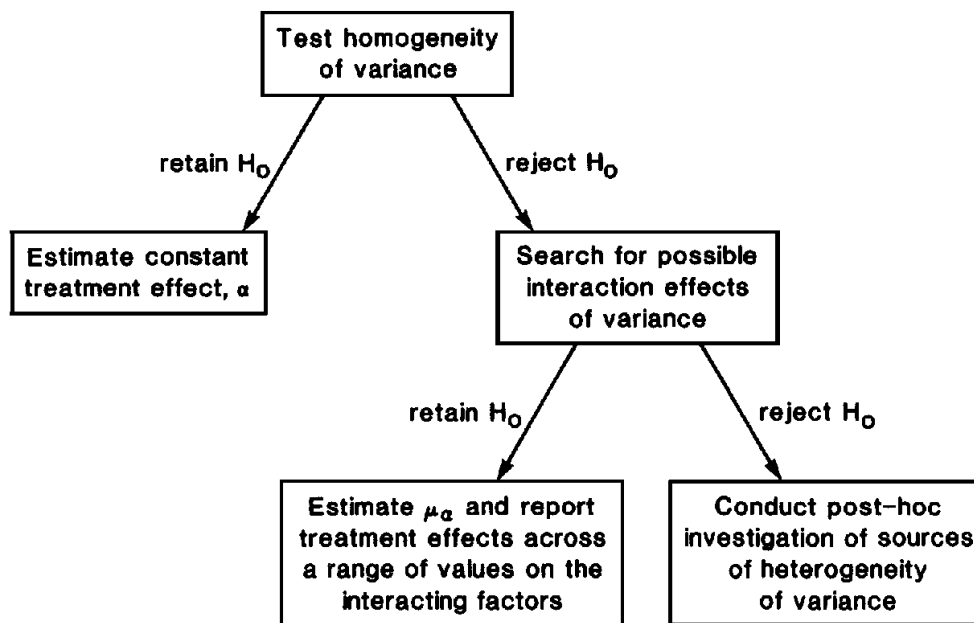 Test homogeneity
of variance
retain H₀
reject H₀
Estimate constant
treatment effect, α
Search for possible
interaction effects
of variance
retain H₀
reject H₀
Estimate μα and report
treatment effects across
a range of values on the
interacting factors
Conduct post-hoc
investigation of sources
of heterogeneity
of variance